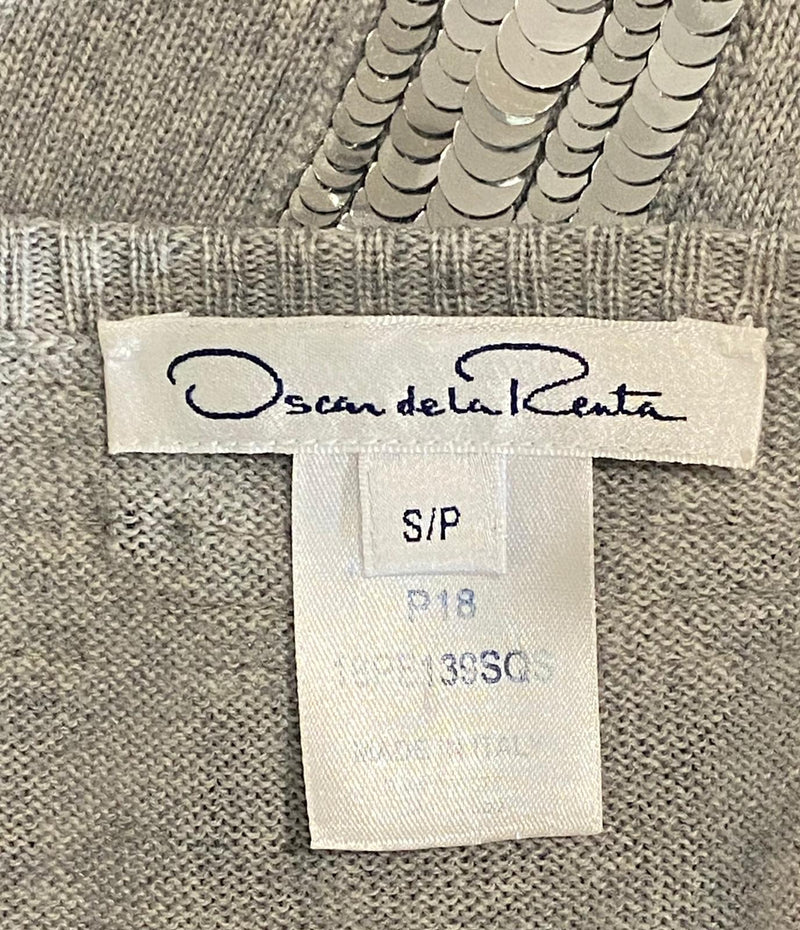 Oscar de la Renta
S/P
P18
MADE IN ITALY